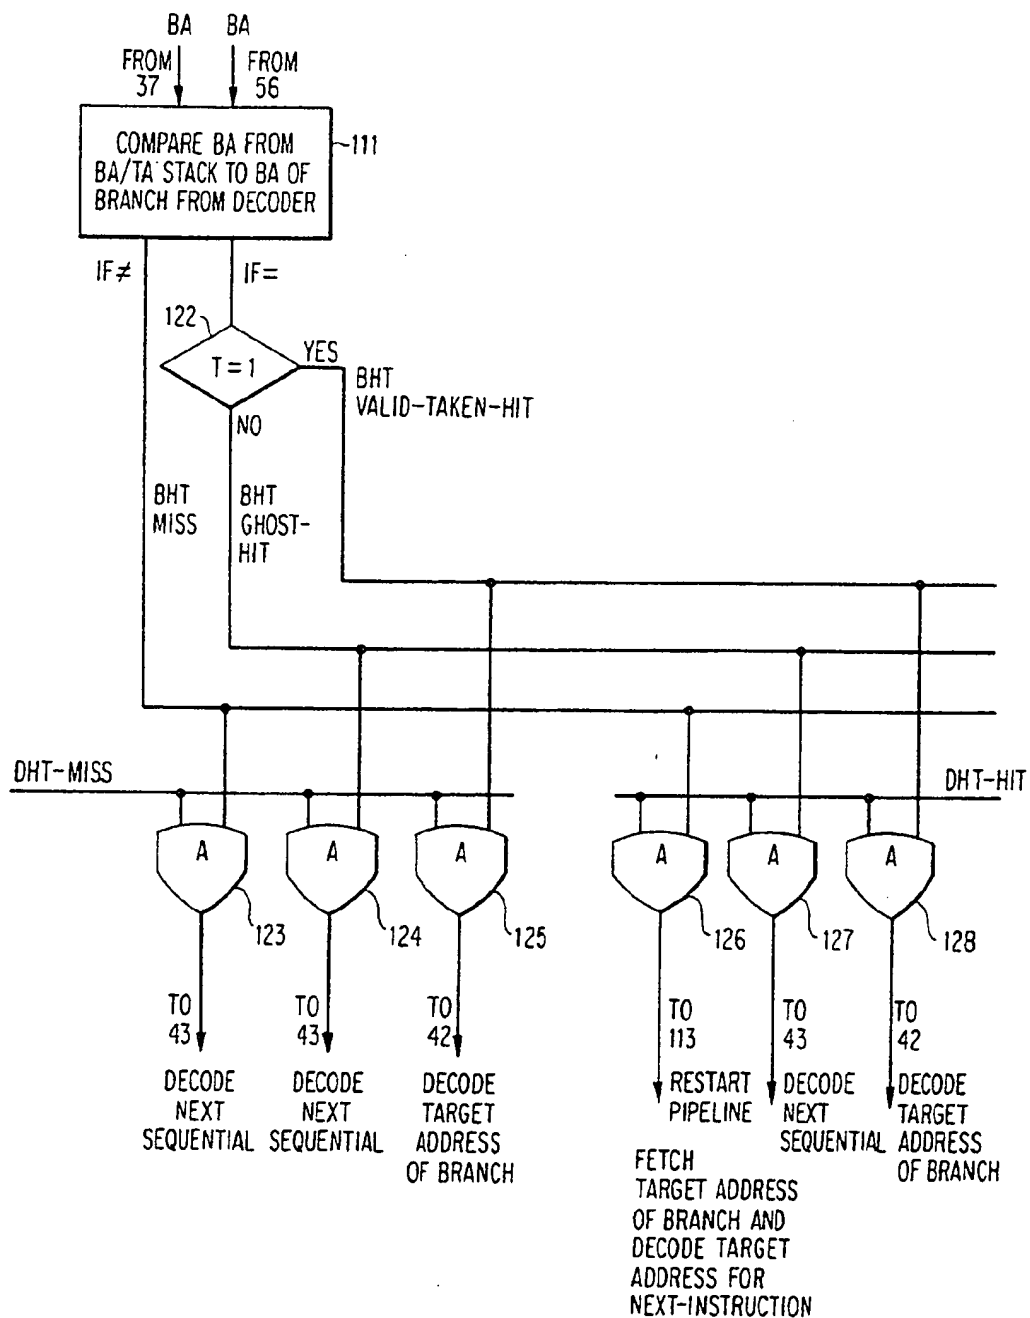 BA BA
FROM FROM
37 56
COMPARE BA FROM
BA/TA STACK TO BA OF
BRANCH FROM DECODER
111
IF≠ IF=
122
T=1
YES
BHT
VALID-TAKEN-HIT
NO
BHT
MISS
BHT
GHOST-
HIT
DHT-MISS
DHT-HIT
A A A A A A
123 124 125 126 127 128
TO
43
DECODE
NEXT
SEQUENTIAL
TO
43
DECODE
NEXT
SEQUENTIAL
TO
42
DECODE
TARGET
ADDRESS
OF BRANCH
TO
113
RESTART
PIPELINE
FETCH
TARGET ADDRESS
OF BRANCH AND
DECODE TARGET
ADDRESS FOR
NEXT-INSTRUCTION
TO
43
DECODE
NEXT
SEQUENTIAL
TO
42
DECODE
TARGET
ADDRESS
OF BRANCH